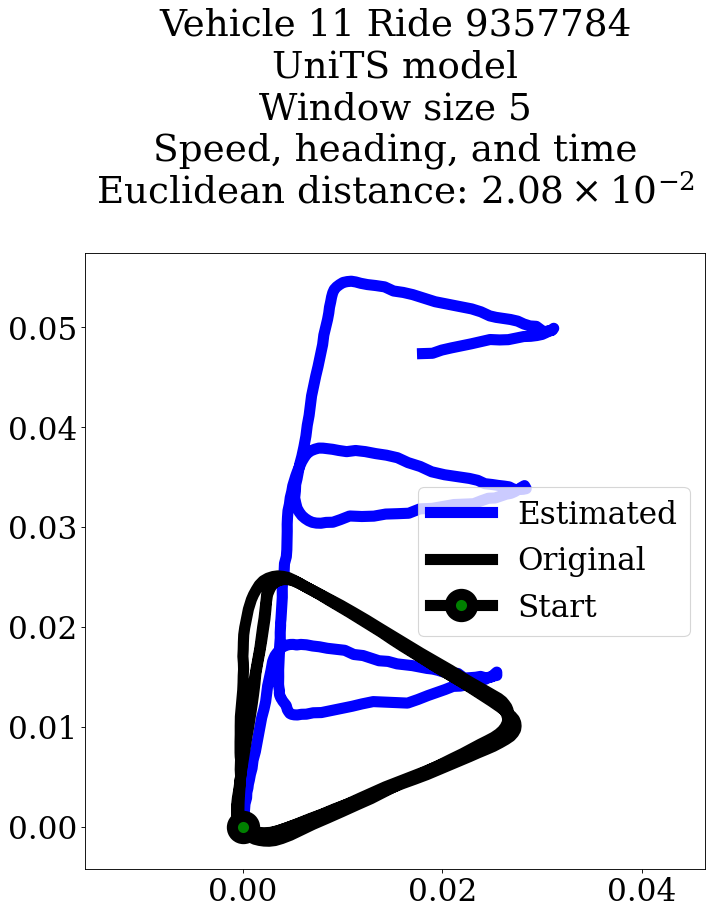 Vehicle 11 Ride 9357784
UniTS model
Window size 5
Speed, heading, and time
Euclidean distance: 2.08 × 10⁻²
0.05
0.04
0.03
0.02
0.01
0.00
Estimated
Original
Start
0.00 0.02 0.04